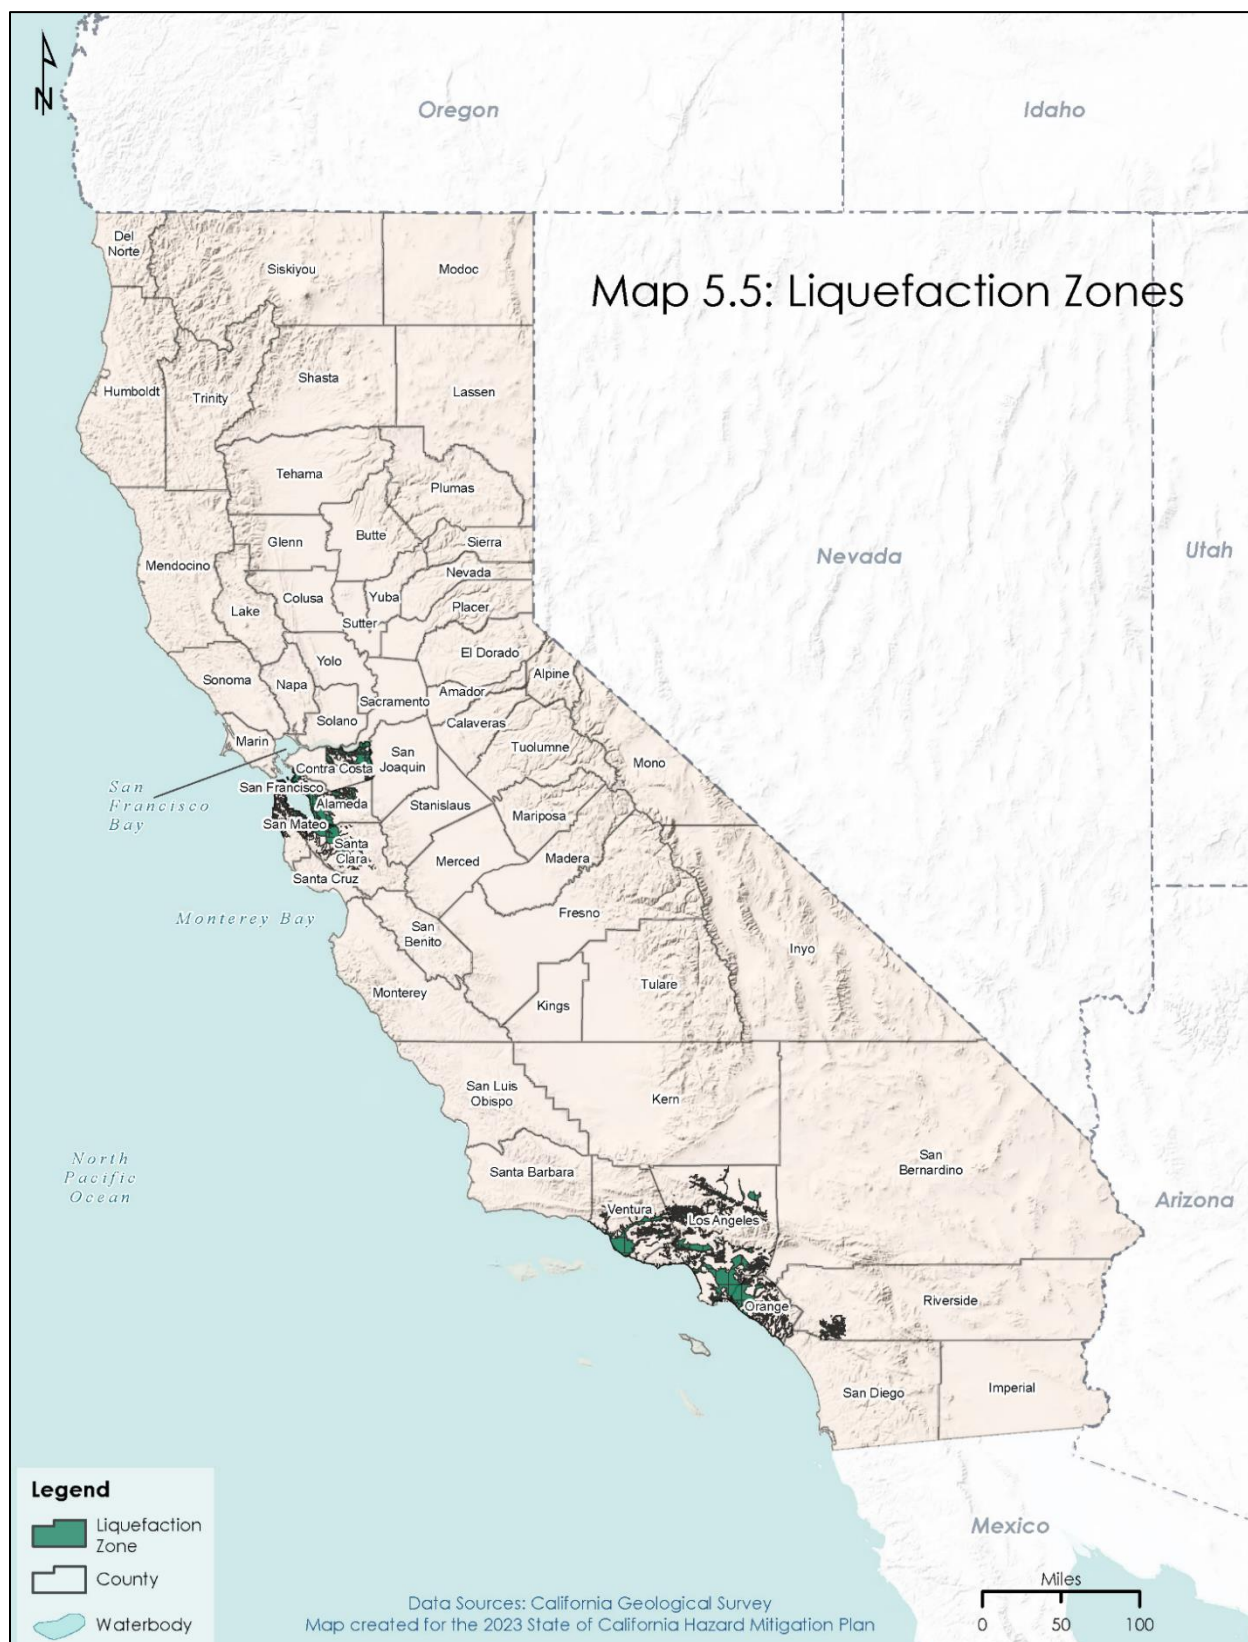 N
Oregon
Idaho
Map 5.5: Liquefaction Zones
Del
Norte
Siskiyou
Modoc
Humboldt
Trinity
Shasta
Lassen
Tehama
Plumas
Mendocino
Glenn
Butte
Sierra
Nevada
Nevada
Utah
Lake
Colusa
Yuba
Placer
Sutter
El Dorado
Sonoma
Napa
Yolo
Sacramento
Amador
Alpine
Solano
Calaveras
Marin
Tuolumne
San
Joaquin
Mono
Contra Costa
San
Francisco
Bay
San Francisco
Alameda
Stanislaus
Mariposa
San Mateo
Santa
Clara
Merced
Madera
Santa Cruz
Monterey Bay
Fresno
San
Benito
Inyo
Monterey
Kings
Tulare
San Luis
Obispo
Kern
North
Pacific
Ocean
Santa Barbara
San
Bernardino
Arizona
Ventura
Los Angeles
Orange
Riverside
San Diego
Imperial
Mexico
Legend
Liquefaction
Zone
County
Waterbody
Data Sources: California Geological Survey
Map created for the 2023 State of California Hazard Mitigation Plan
Miles
0 50 100